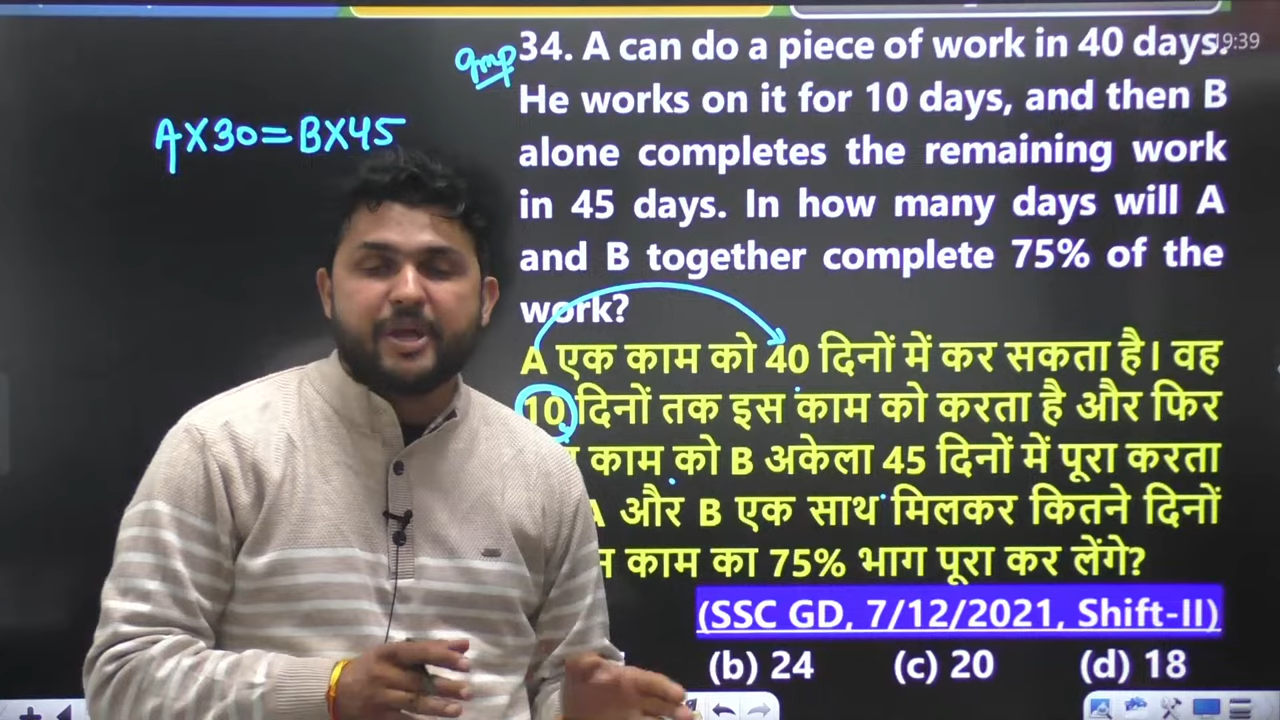 19:39
Imp
34. A can do a piece of work in 40 days.
He works on it for 10 days, and then B
alone completes the remaining work
in 45 days. In how many days will A
and B together complete 75% of the
work?
A×30=B×45
A एक काम को 40 दिनों में कर सकता है। वह
10 दिनों तक इस काम को करता है और फिर
काम को B अकेला 45 दिनों में पूरा करता
A और B एक साथ मिलकर कितने दिनों
काम का 75% भाग पूरा कर लेंगे?
(SSC GD, 7/12/2021, Shift-II)
(b) 24 (c) 20 (d) 18